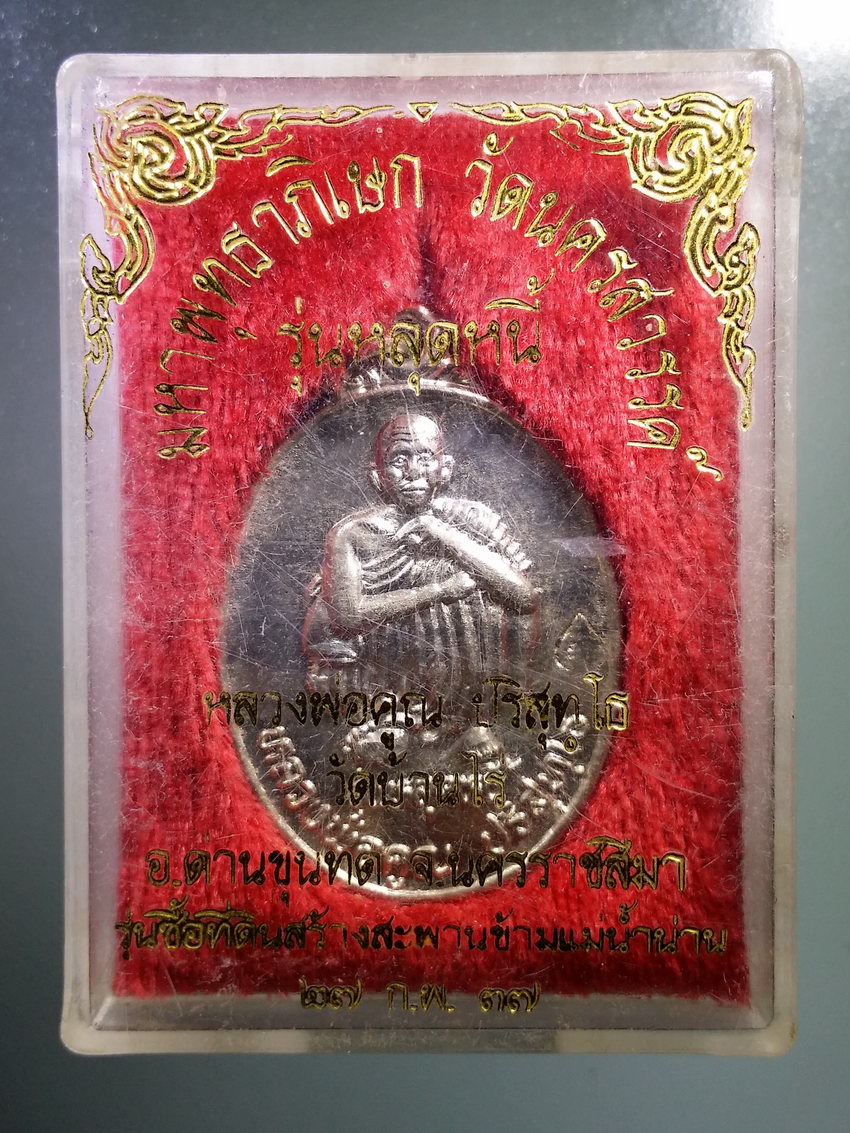 มหาพุทธาภิเษก วัดนครสวรรค์
รุ่นหลุดหนี้
หลวงพ่อคูณ ปริสุทฺโธ
วัดบ้านไร่
อ.ด่านขุนทด จ.นครราชสีมา
รุ่นซื้อที่ดินสร้างสะพานข้ามแม่น้ำน่าน
๒๗ ก.พ. ๓๗